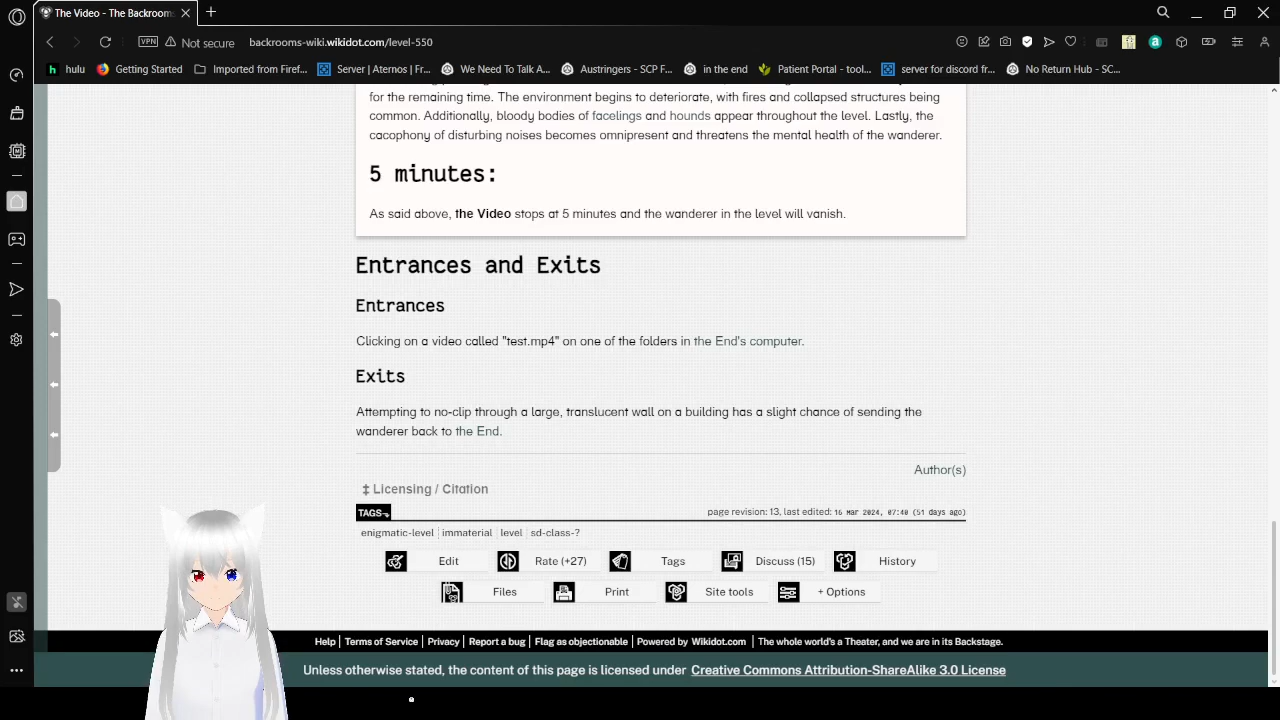 The Video - The Backrooms
VPN Not secure backrooms-wiki.wikidot.com/level-550
hulu Getting Started Imported from Firef... Server | Aternos | Fr... We Need To Talk A... Austringers - SCP F... in the end Patient Portal - tool... server for discord fr... No Return Hub - SC...
for the remaining time. The environment begins to deteriorate, with fires and collapsed structures being
common. Additionally, bloody bodies of facelings and hounds appear throughout the level. Lastly, the
cacophony of disturbing noises becomes omnipresent and threatens the mental health of the wanderer.
5 minutes:
As said above, the Video stops at 5 minutes and the wanderer in the level will vanish.
Entrances and Exits
Entrances
Clicking on a video called "test.mp4" on one of the folders in the End's computer.
Exits
Attempting to no-clip through a large, translucent wall on a building has a slight chance of sending the
wanderer back to the End.
Author(s)
‡ Licensing / Citation
TAGS page revision: 13, last edited: 16 Mar 2024, 07:40 (51 days ago)
enigmatic-level immaterial level sd-class-?
Edit Rate (+27) Tags Discuss (15) History
Files Print Site tools + Options
Help | Terms of Service | Privacy | Report a bug | Flag as objectionable | Powered by Wikidot.com | The whole world's a Theater, and we are in its Backstage.
Unless otherwise stated, the content of this page is licensed under Creative Commons Attribution-ShareAlike 3.0 License